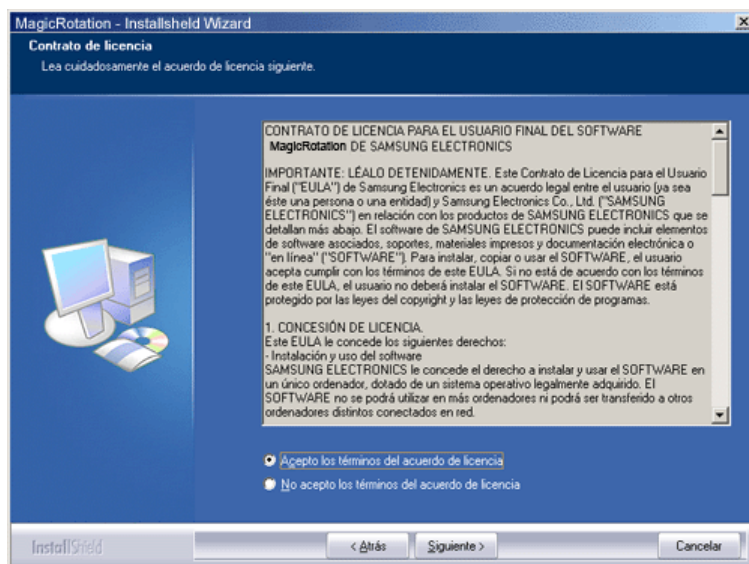 MagicRotation - Installsheld Wizard
Contrato de licencia
Lea cuidadosamente el acuerdo de licencia siguiente.
CONTRATO DE LICENCIA PARA EL USUARIO FINAL DEL SOFTWARE
MagicRotation DE SAMSUNG ELECTRONICS
IMPORTANTE: LÉALO DETENIDAMENTE. Este Contrato de Licencia para el Usuario
Final ("EULA") de Samsung Electronics es un acuerdo legal entre el usuario (ya sea
éste una persona o una entidad) y Samsung Electronics Co., Ltd. ("SAMSUNG
ELECTRONICS") en relación con los productos de SAMSUNG ELECTRONICS que se
detallan más abajo. El software de SAMSUNG ELECTRONICS puede incluir elementos
de software asociados, soportes, materiales impresos y documentación electrónica o
"en línea" ("SOFTWARE"). Para instalar, copiar o usar el SOFTWARE, el usuario
acepta cumplir con los términos de este EULA. Si no está de acuerdo con los términos
de este EULA, el usuario no deberá instalar el SOFTWARE. El SOFTWARE está
protegido por las leyes del copyright y las leyes de protección de programas.
1. CONCESIÓN DE LICENCIA.
Este EULA le concede los siguientes derechos:
- Instalación y uso del software
SAMSUNG ELECTRONICS le concede el derecho a instalar y usar el SOFTWARE en
un único ordenador, dotado de un sistema operativo legalmente adquirido. El
SOFTWARE no se podrá utilizar en más ordenadores ni podrá ser transferido a otros
ordenadores distintos conectados en red.
Acepto los términos del acuerdo de licencia
No acepto los términos del acuerdo de licencia
InstallShield
< Atrás
Siguiente >
Cancelar